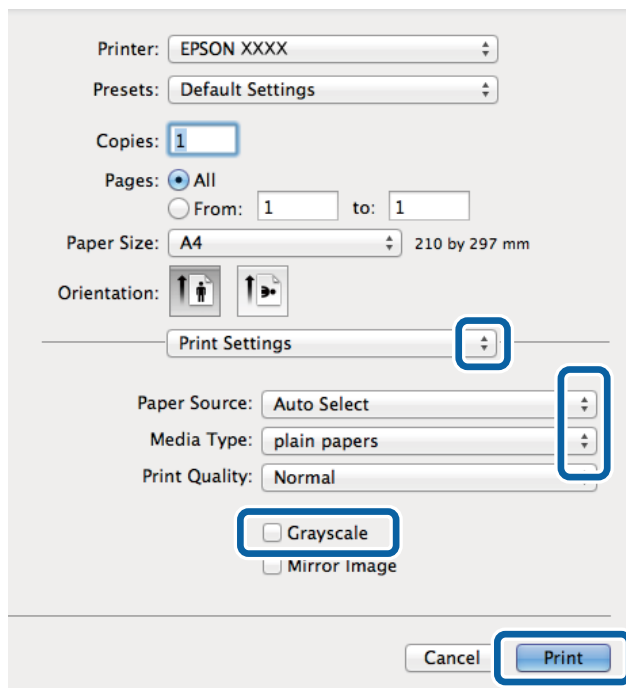 Printer: EPSON XXXX
Presets: Default Settings
Copies: 1
Pages: All
From: 1 to: 1
Paper Size: A4 210 by 297 mm
Orientation:
Print Settings
Paper Source: Auto Select
Media Type: plain papers
Print Quality: Normal
Grayscale
Mirror Image
Cancel Print